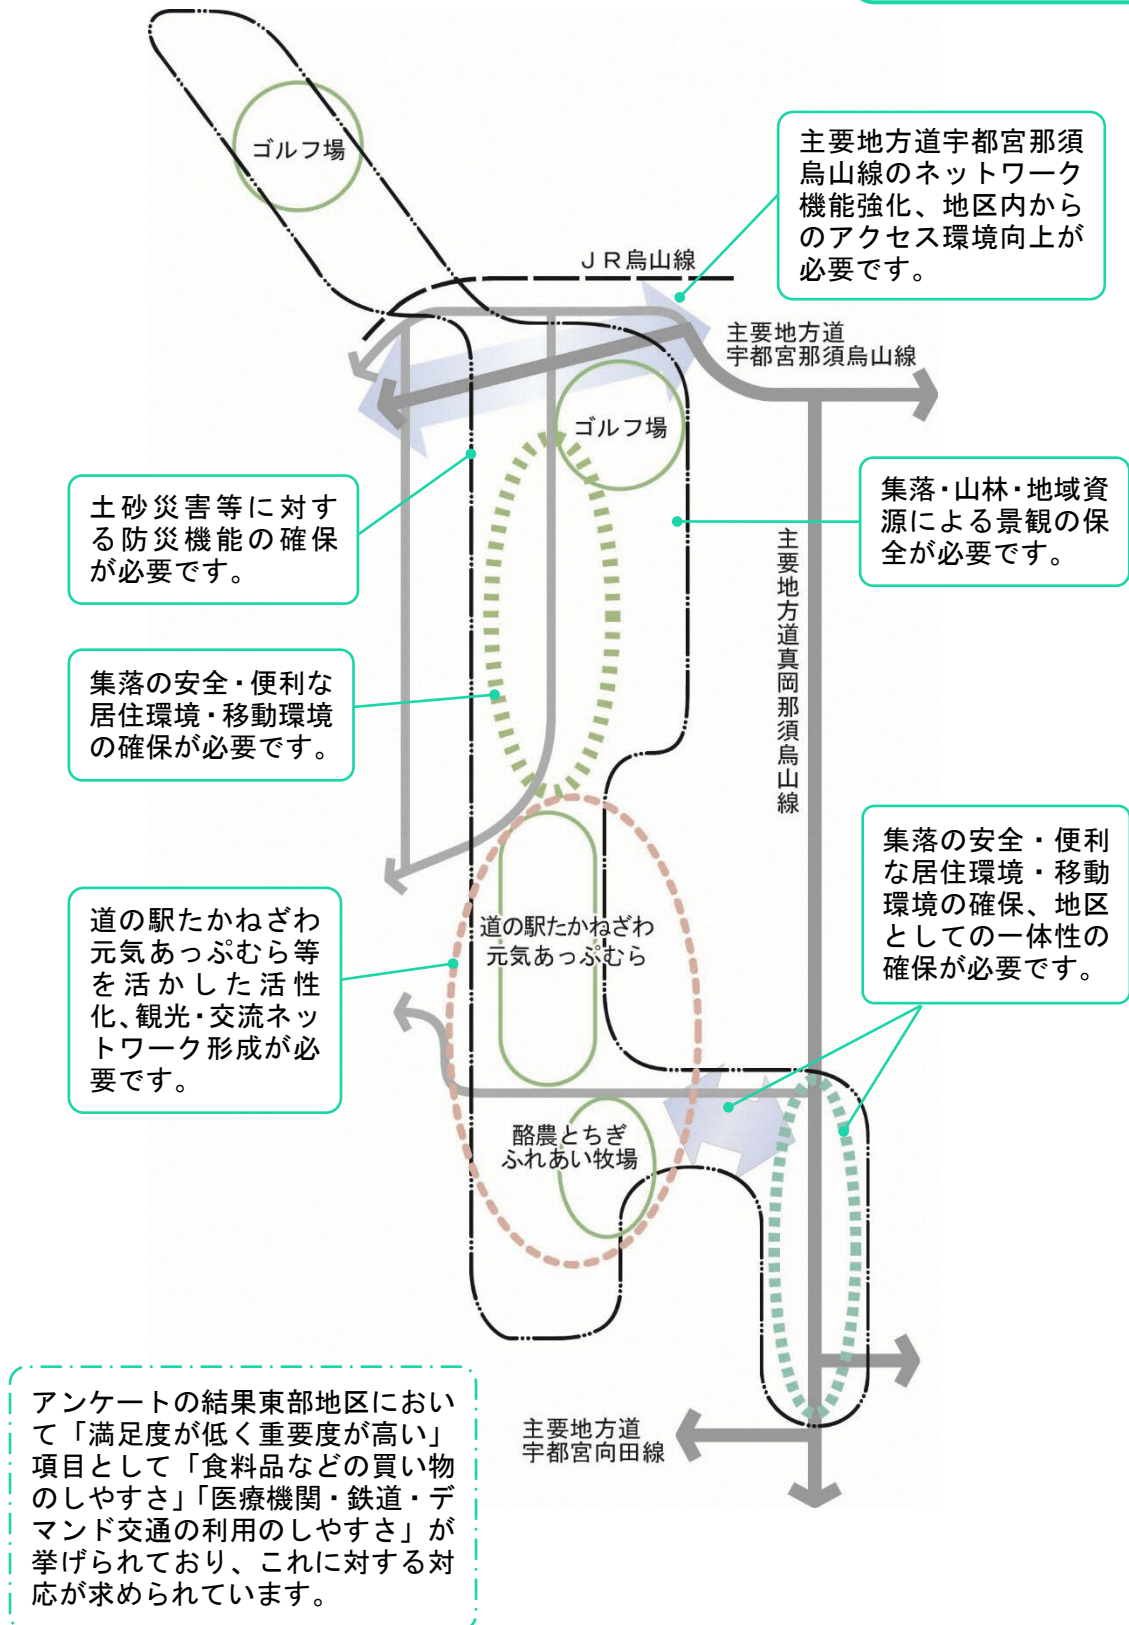 ゴルフ場
主要地方道宇都宮那須
烏山線のネットワーク
機能強化、地区内から
のアクセス環境向上が
必要です。
ＪＲ烏山線
主要地方道
宇都宮那須烏山線
ゴルフ場
土砂災害等に対す
る防災機能の確保
が必要です。
集落・山林・地域資
源による景観の保
全が必要です。
主要地方道真岡那須烏山線
集落の安全・便利な
居住環境・移動環境
の確保が必要です。
集落の安全・便利
な居住環境・移動
環境の確保、地区
としての一体性の
確保が必要です。
道の駅たかねざわ
元気あっぷむら等
を活かした活性
化、観光・交流ネッ
トワーク形成が必
要です。
道の駅たかねざわ
元気あっぷむら
酪農とちぎ
ふれあい牧場
アンケートの結果東部地区におい
て「満足度が低く重要度が高い」
項目として「食料品などの買い物
のしやすさ」「医療機関・鉄道・デ
マンド交通の利用のしやすさ」が
挙げられており、これに対する対
応が求められています。
主要地方道
宇都宮向田線